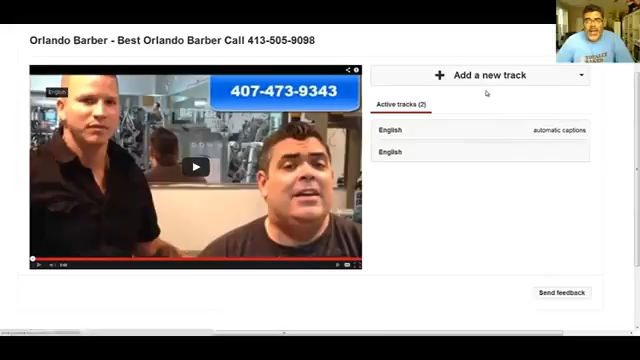 Orlando Barber - Best Orlando Barber Call 413-505-9098
English
407-473-9343
Add a new track
Active tracks (2)
English automatic captions
English
Send feedback